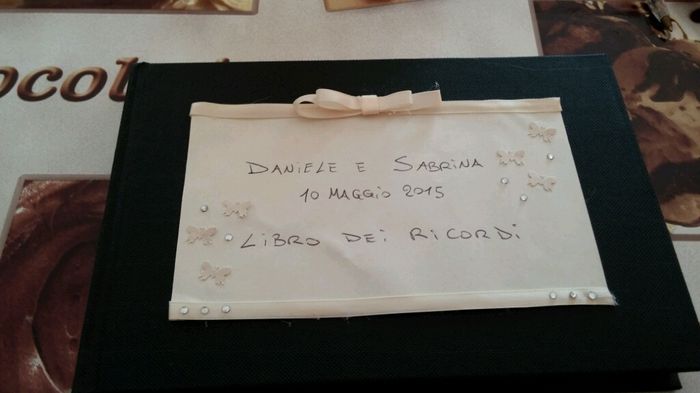 DANIELE E SABRINA
10 MAGGIO 2015
LIBRO DEI RICORDI